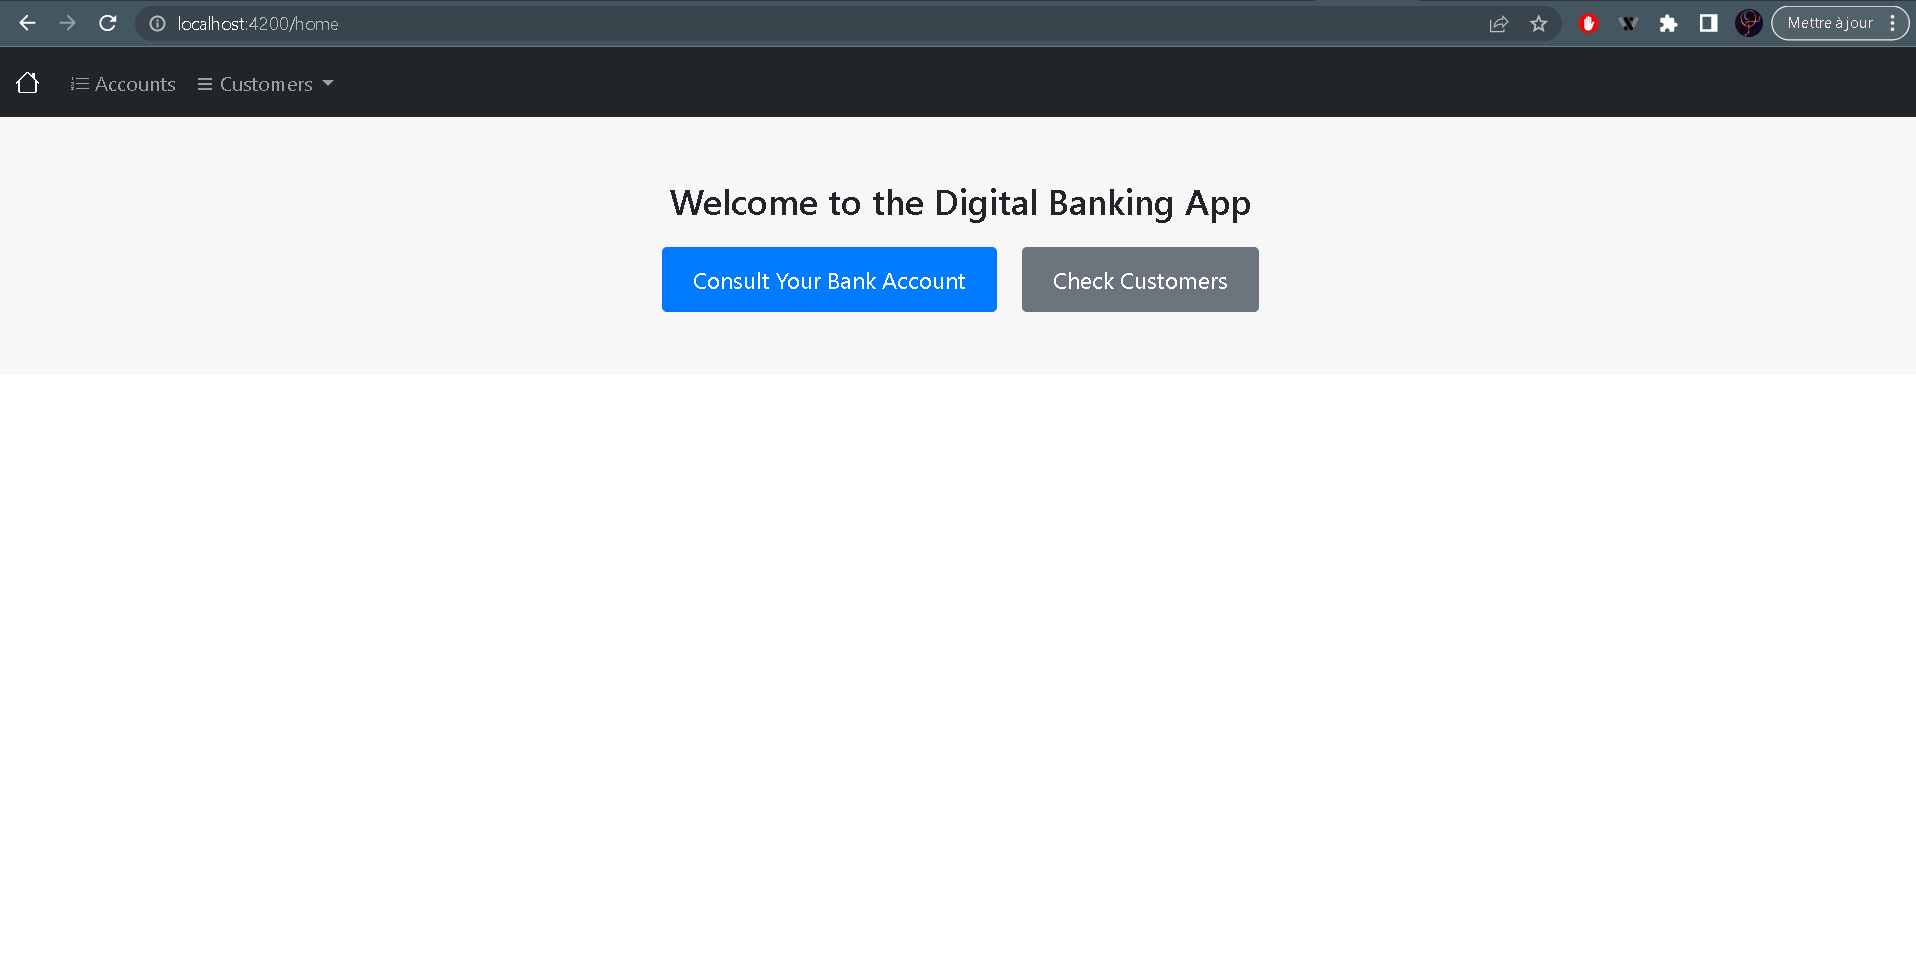 localhost:4200/home
Mettre à jour
Accounts
Customers
Welcome to the Digital Banking App
Consult Your Bank Account
Check Customers